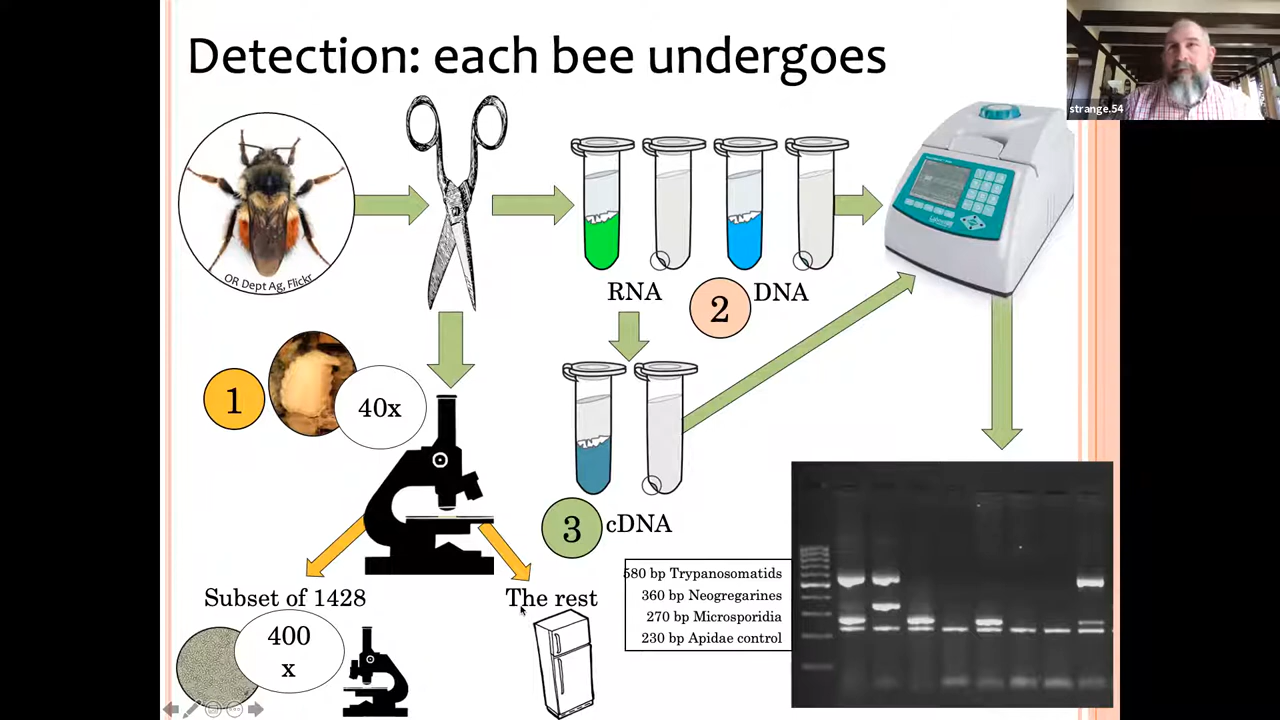 Detection: each bee undergoes
strange.54
OR Dept Ag, Flickr
RNA
2
DNA
1
40x
3
cDNA
Subset of 1428
The rest
400
x
580 bp Trypanosomatids
360 bp Neogregarines
270 bp Microsporidia
230 bp Apidae control